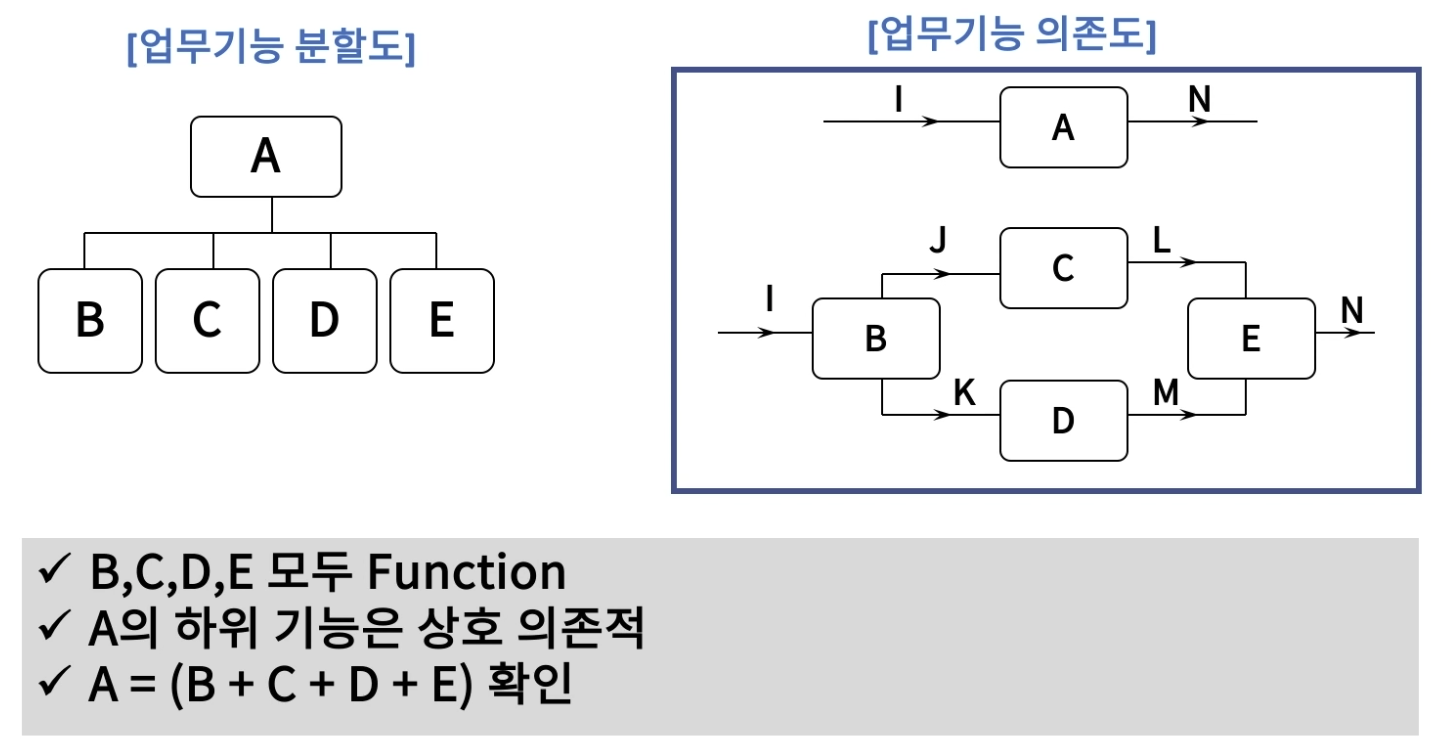 [업무기능 분할도]
A
B
C
D
E
[업무기능 의존도]
I
A
N
J
C
L
I
B
E
N
K
D
M
✓ B,C,D,E 모두 Function
✓ A의 하위 기능은 상호 의존적
✓ A = (B + C + D + E) 확인